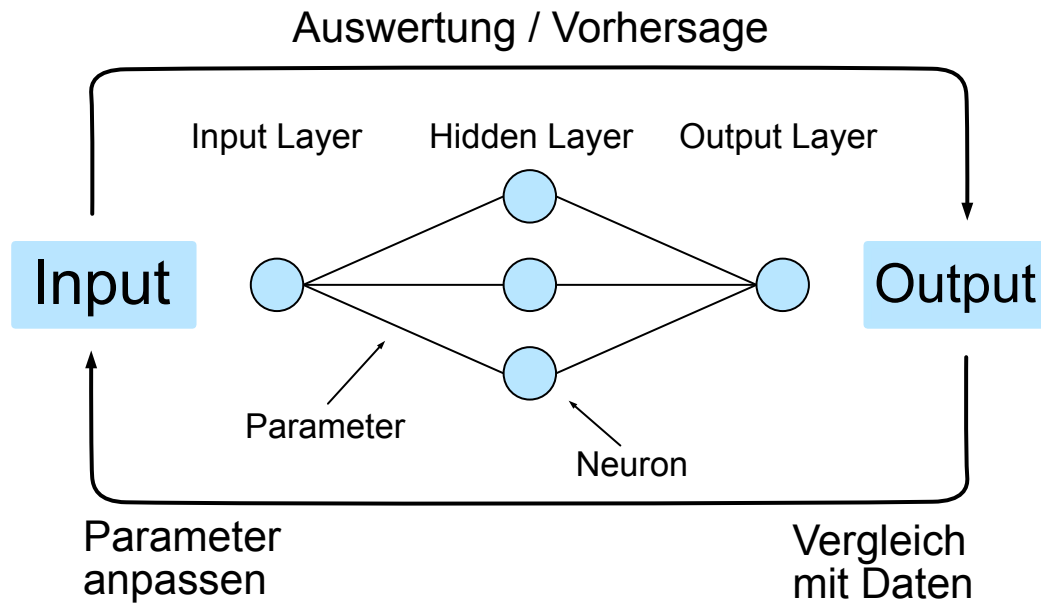 Auswertung / Vorhersage
Input Layer
Hidden Layer
Output Layer
Input
Output
Parameter
Neuron
Parameter
anpassen
Vergleich
mit Daten